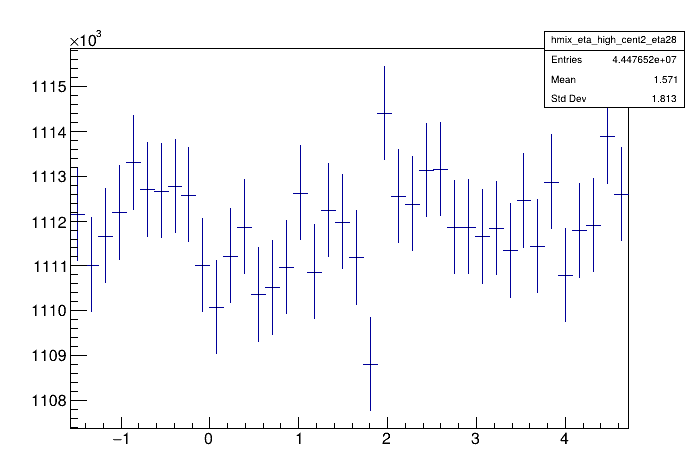 ×10³
hmix_eta_high_cent2_eta28
Entries 4.447652e+07
Mean 1.571
Std Dev 1.813
1115
1114
1113
1112
1111
1110
1109
1108
−1 0 1 2 3 4